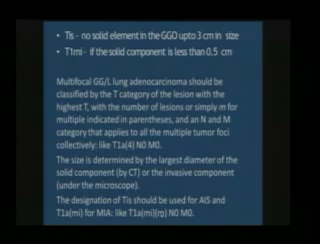 • Tis - no solid element in the GGO upto 3 cm in size
• T1mi - if the solid component is less than 0.5 cm
Multifocal GG/L lung adenocarcinoma should be
classified by the T category of the lesion with the
highest T, with the number of lesions or simply m for
multiple indicated in parentheses, and an N and M
category that applies to all the multiple tumor foci
collectively: like T1a(4) N0 M0.
The size is determined by the largest diameter of the
solid component (by CT) or the invasive component
(under the microscope).
The designation of Tis should be used for AIS and
T1a(mi) for MIA: like T1a(mi)(m) N0 M0.